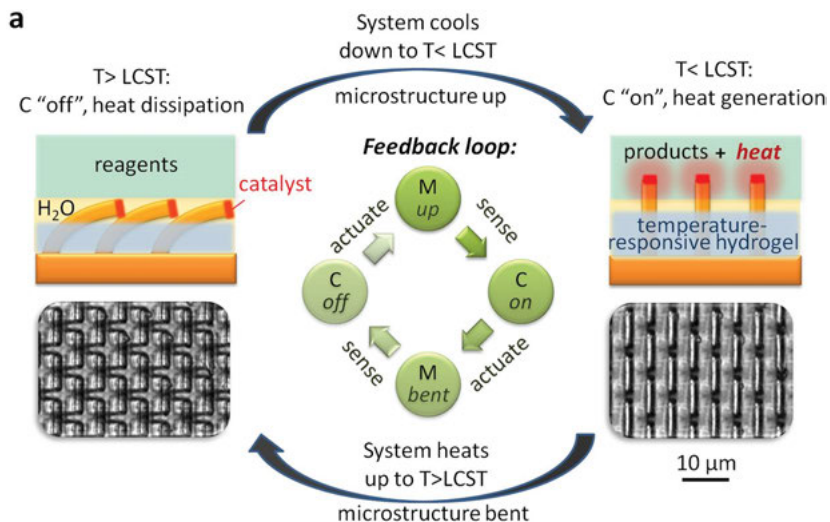 a
System cools
down to T< LCST
microstructure up
T> LCST:
C “off”, heat dissipation
T< LCST:
C “on”, heat generation
reagents
H₂O
catalyst
Feedback loop:
M
up
actuate
sense
C
off
C
on
sense
actuate
M
bent
products + heat
temperature-
responsive hydrogel
System heats
up to T>LCST
microstructure bent
10 µm